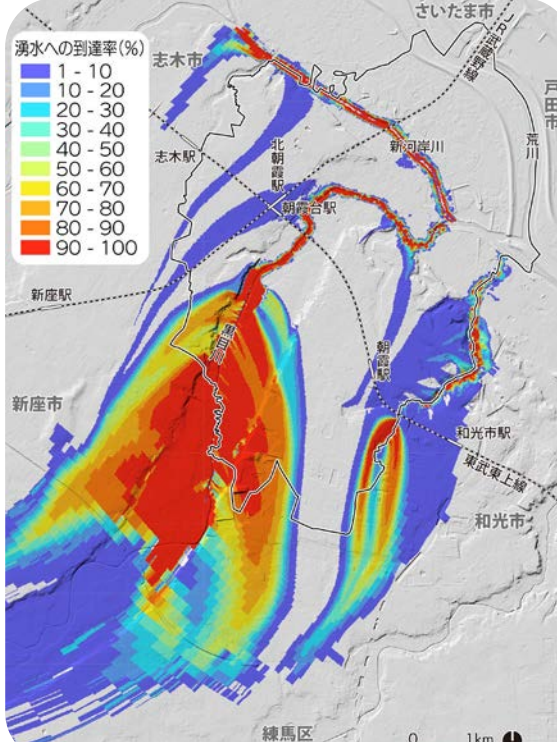 さいたま市
JR武蔵野線
湧水への到達率(%)
1 - 10
10 - 20
20 - 30
30 - 40
40 - 50
50 - 60
60 - 70
70 - 80
80 - 90
90 - 100
志木市
戸田市
荒川
志木駅
北朝霞駅
新河岸川
朝霞台駅
新座駅
黒目川
朝霞駅
新座市
和光市駅
東武東上線
和光市
練馬区
0 1km